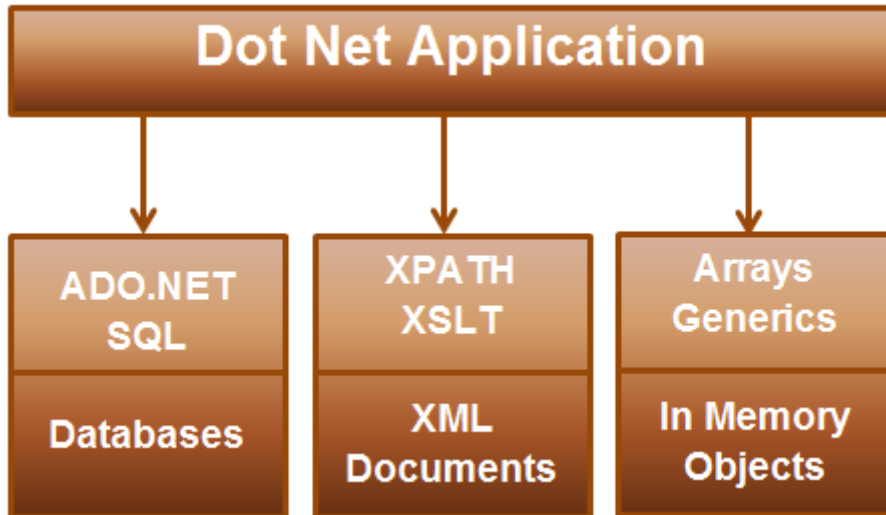 Dot Net Application
ADO.NET
SQL
Databases
XPATH
XSLT
XML
Documents
Arrays
Generics
In Memory
Objects